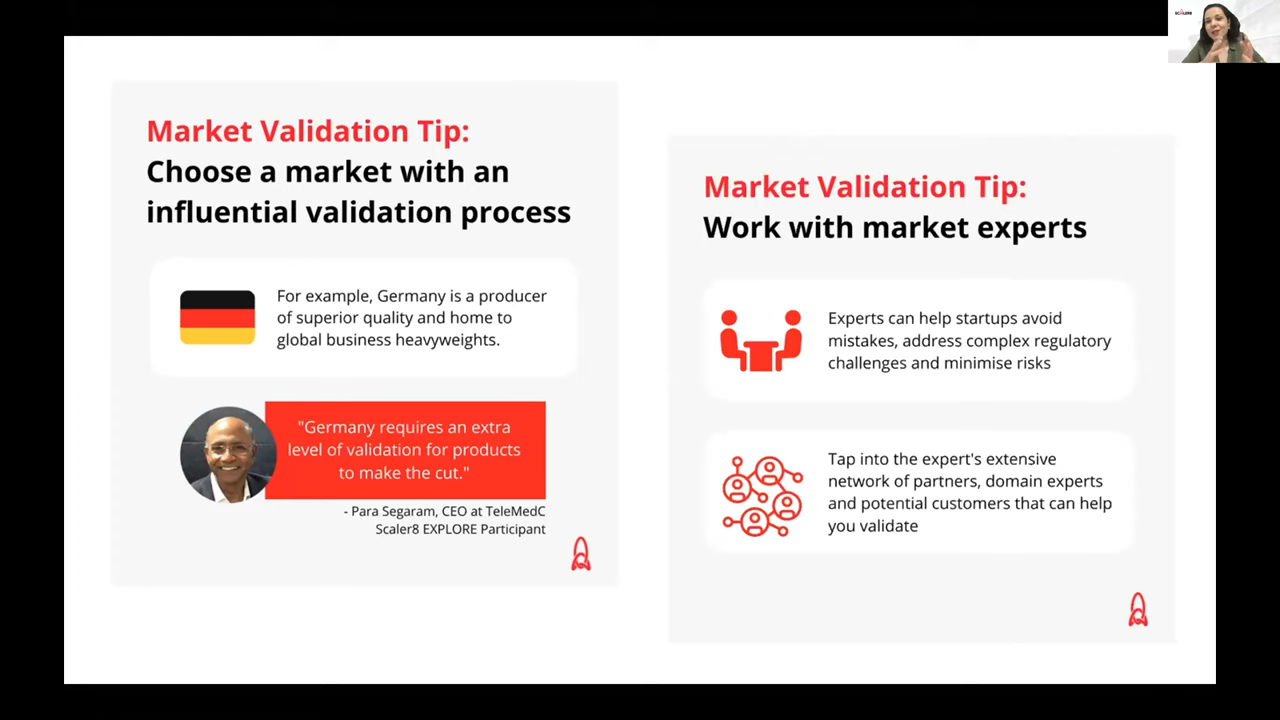 Market Validation Tip:
Choose a market with an
influential validation process
For example, Germany is a producer
of superior quality and home to
global business heavyweights.
"Germany requires an extra
level of validation for products
to make the cut."
- Para Segaram, CEO at TeleMedC
Scaler8 EXPLORE Participant
Market Validation Tip:
Work with market experts
Experts can help startups avoid
mistakes, address complex regulatory
challenges and minimise risks
Tap into the expert's extensive
network of partners, domain experts
and potential customers that can help
you validate
SCALER8